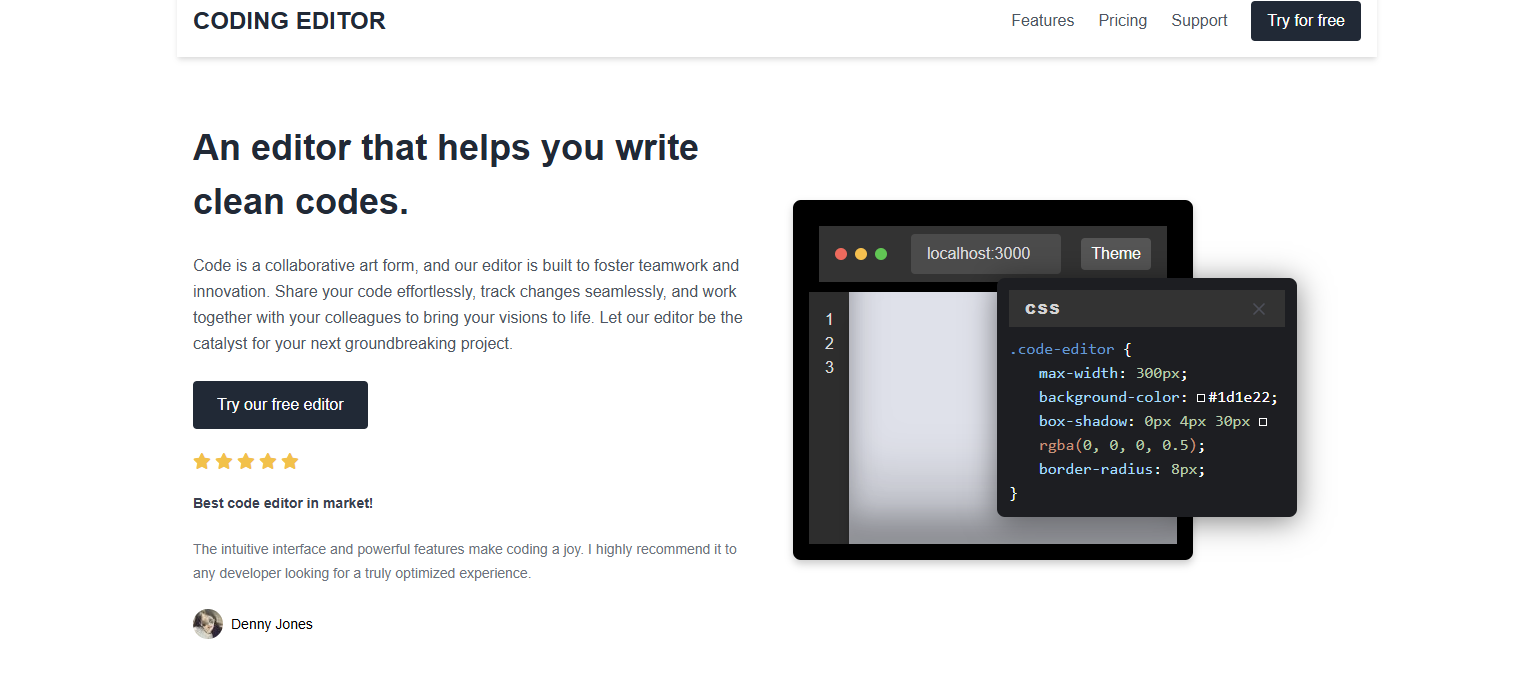 CODING EDITOR
Features
Pricing
Support
Try for free
An editor that helps you write
clean codes.
Code is a collaborative art form, and our editor is built to foster teamwork and
innovation. Share your code effortlessly, track changes seamlessly, and work
together with your colleagues to bring your visions to life. Let our editor be the
catalyst for your next groundbreaking project.
Try our free editor
Best code editor in market!
The intuitive interface and powerful features make coding a joy. I highly recommend it to
any developer looking for a truly optimized experience.
Denny Jones
localhost:3000
Theme
1
2
3
CSS
.code-editor {
max-width: 300px;
background-color: #1d1e22;
box-shadow: 0px 4px 30px
rgba(0, 0, 0, 0.5);
border-radius: 8px;
}